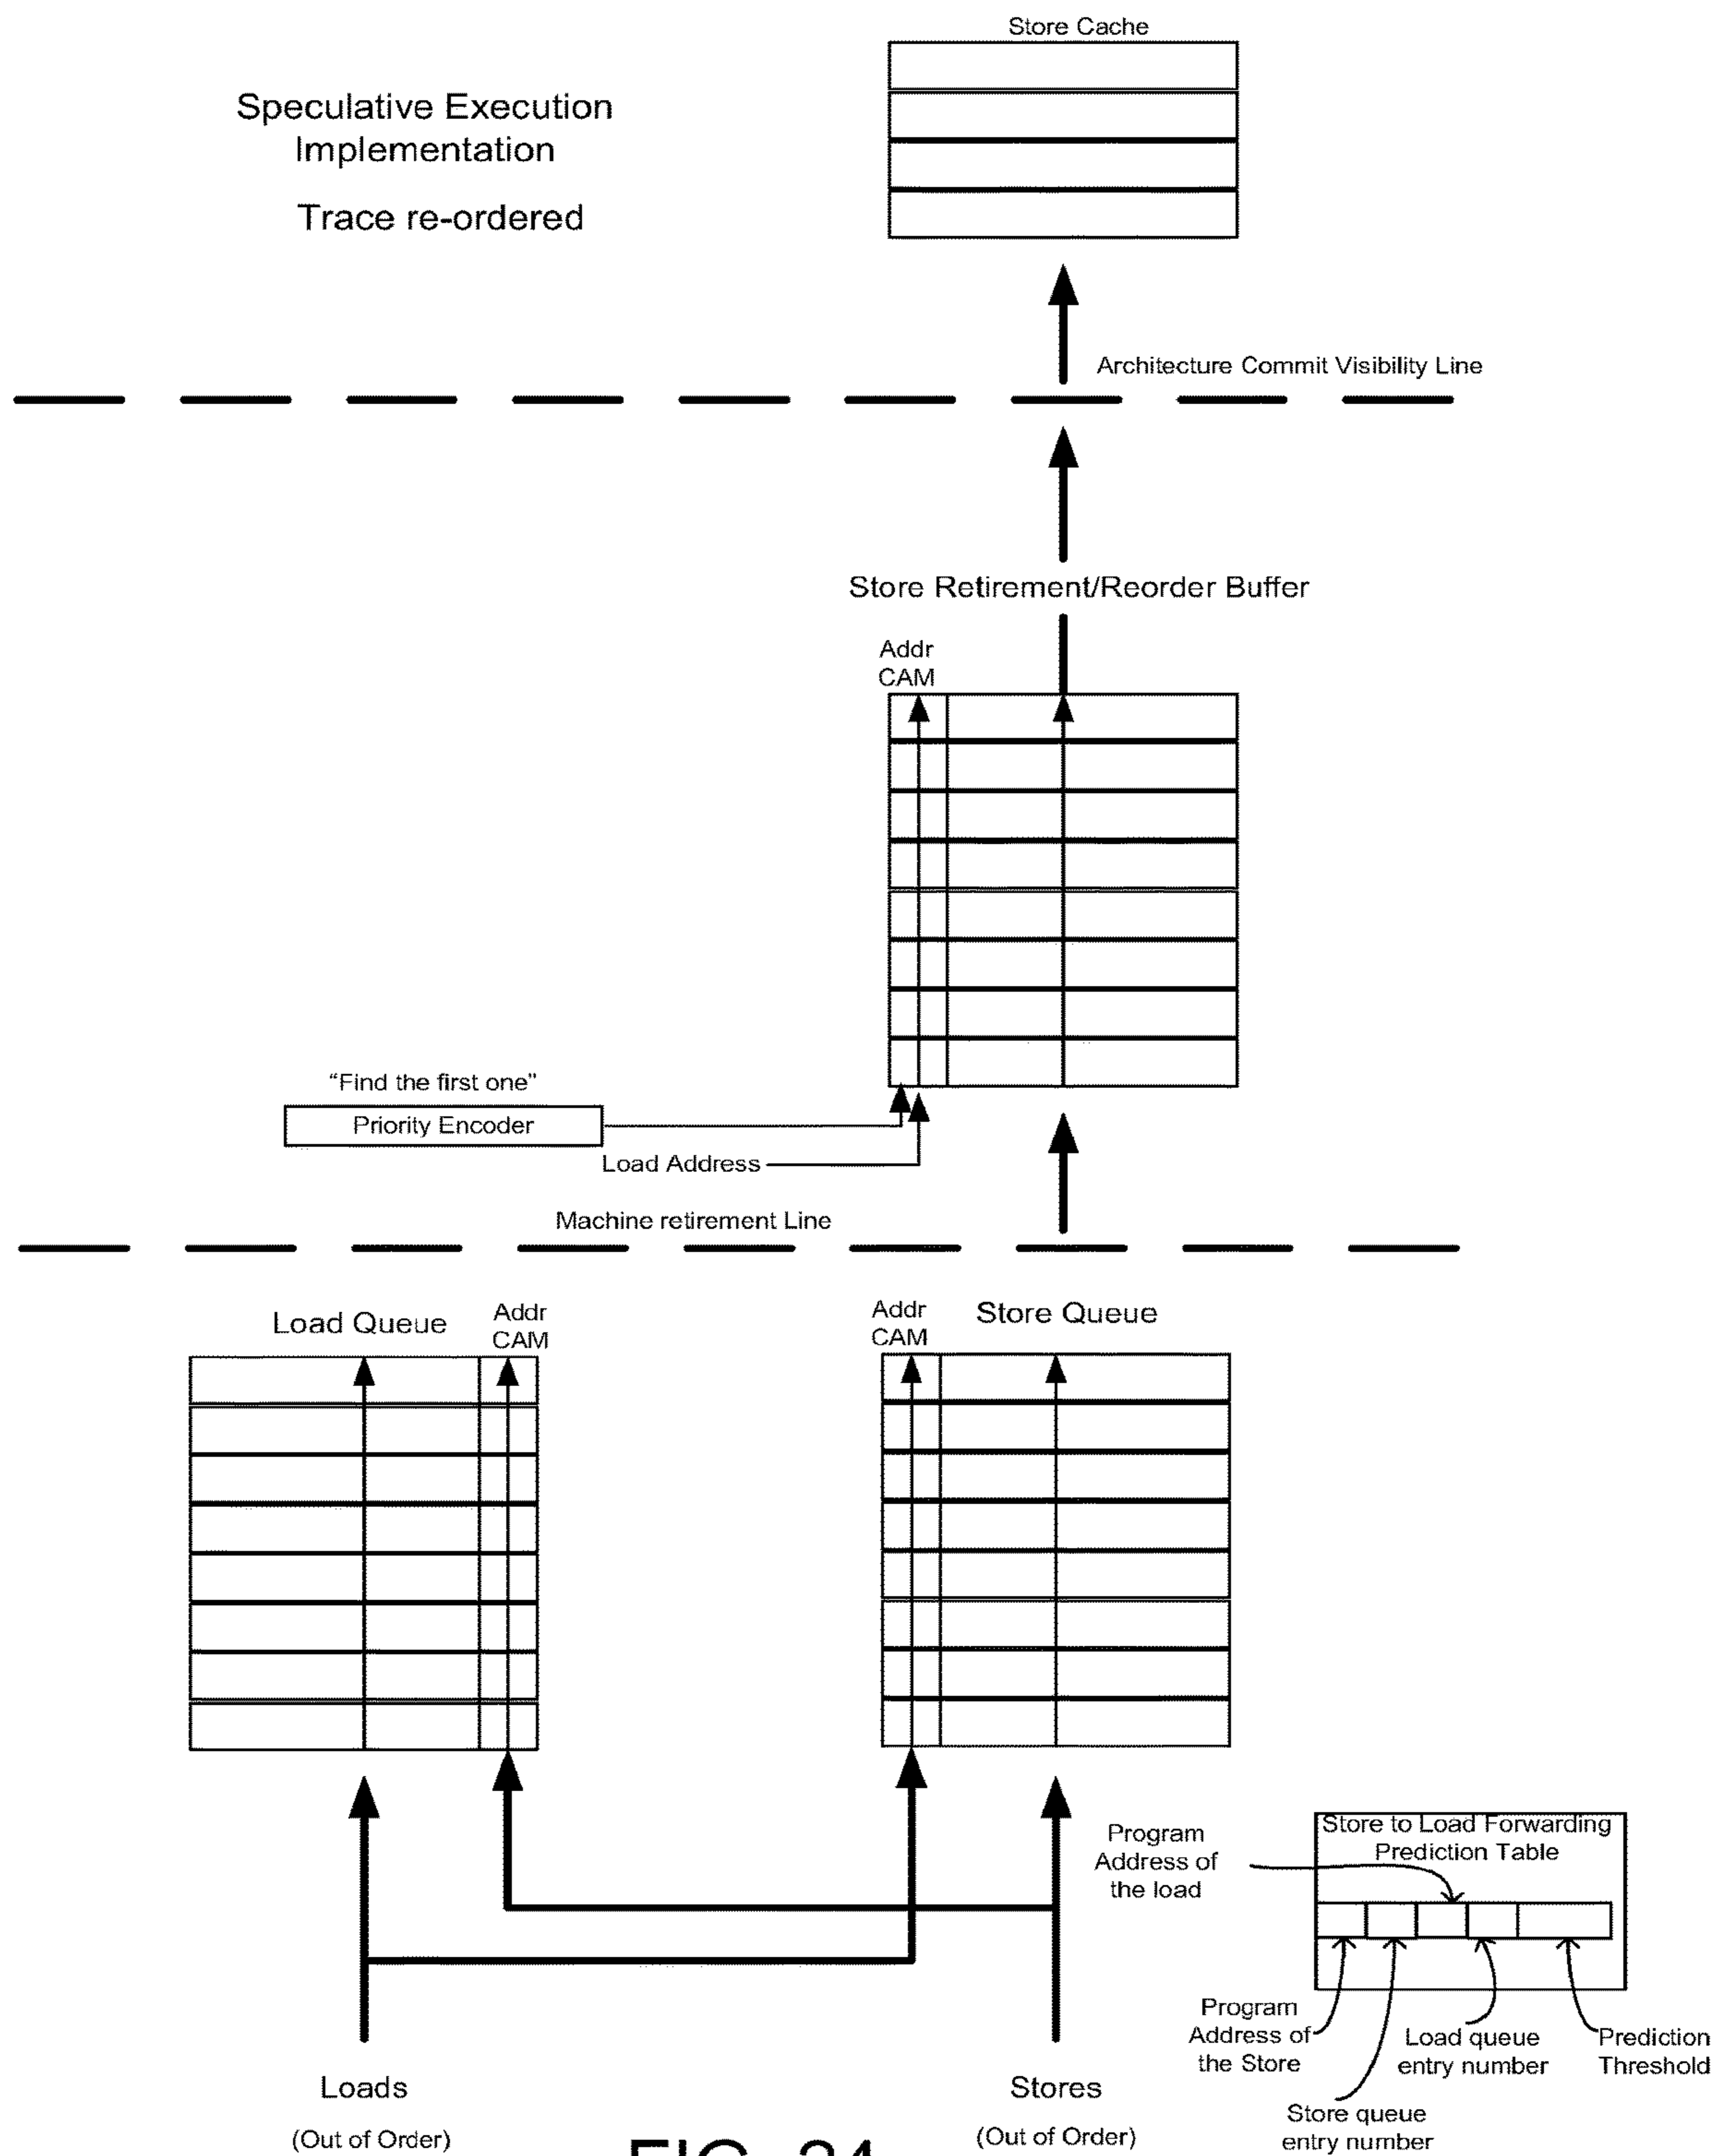 Store Cache
Speculative Execution
Implementation
Trace re-ordered
Architecture Commit Visibility Line
Store Retirement/Reorder Buffer
Addr
CAM
"Find the first one"
Priority Encoder
Load Address
Machine retirement Line
Load Queue
Addr
CAM
Addr
CAM
Store Queue
Program
Address of
the load
Store to Load Forwarding
Prediction Table
Program
Address of
the Store
Load queue
entry number
Prediction
Threshold
Store queue
entry number
Loads
(Out of Order)
Stores
(Out of Order)